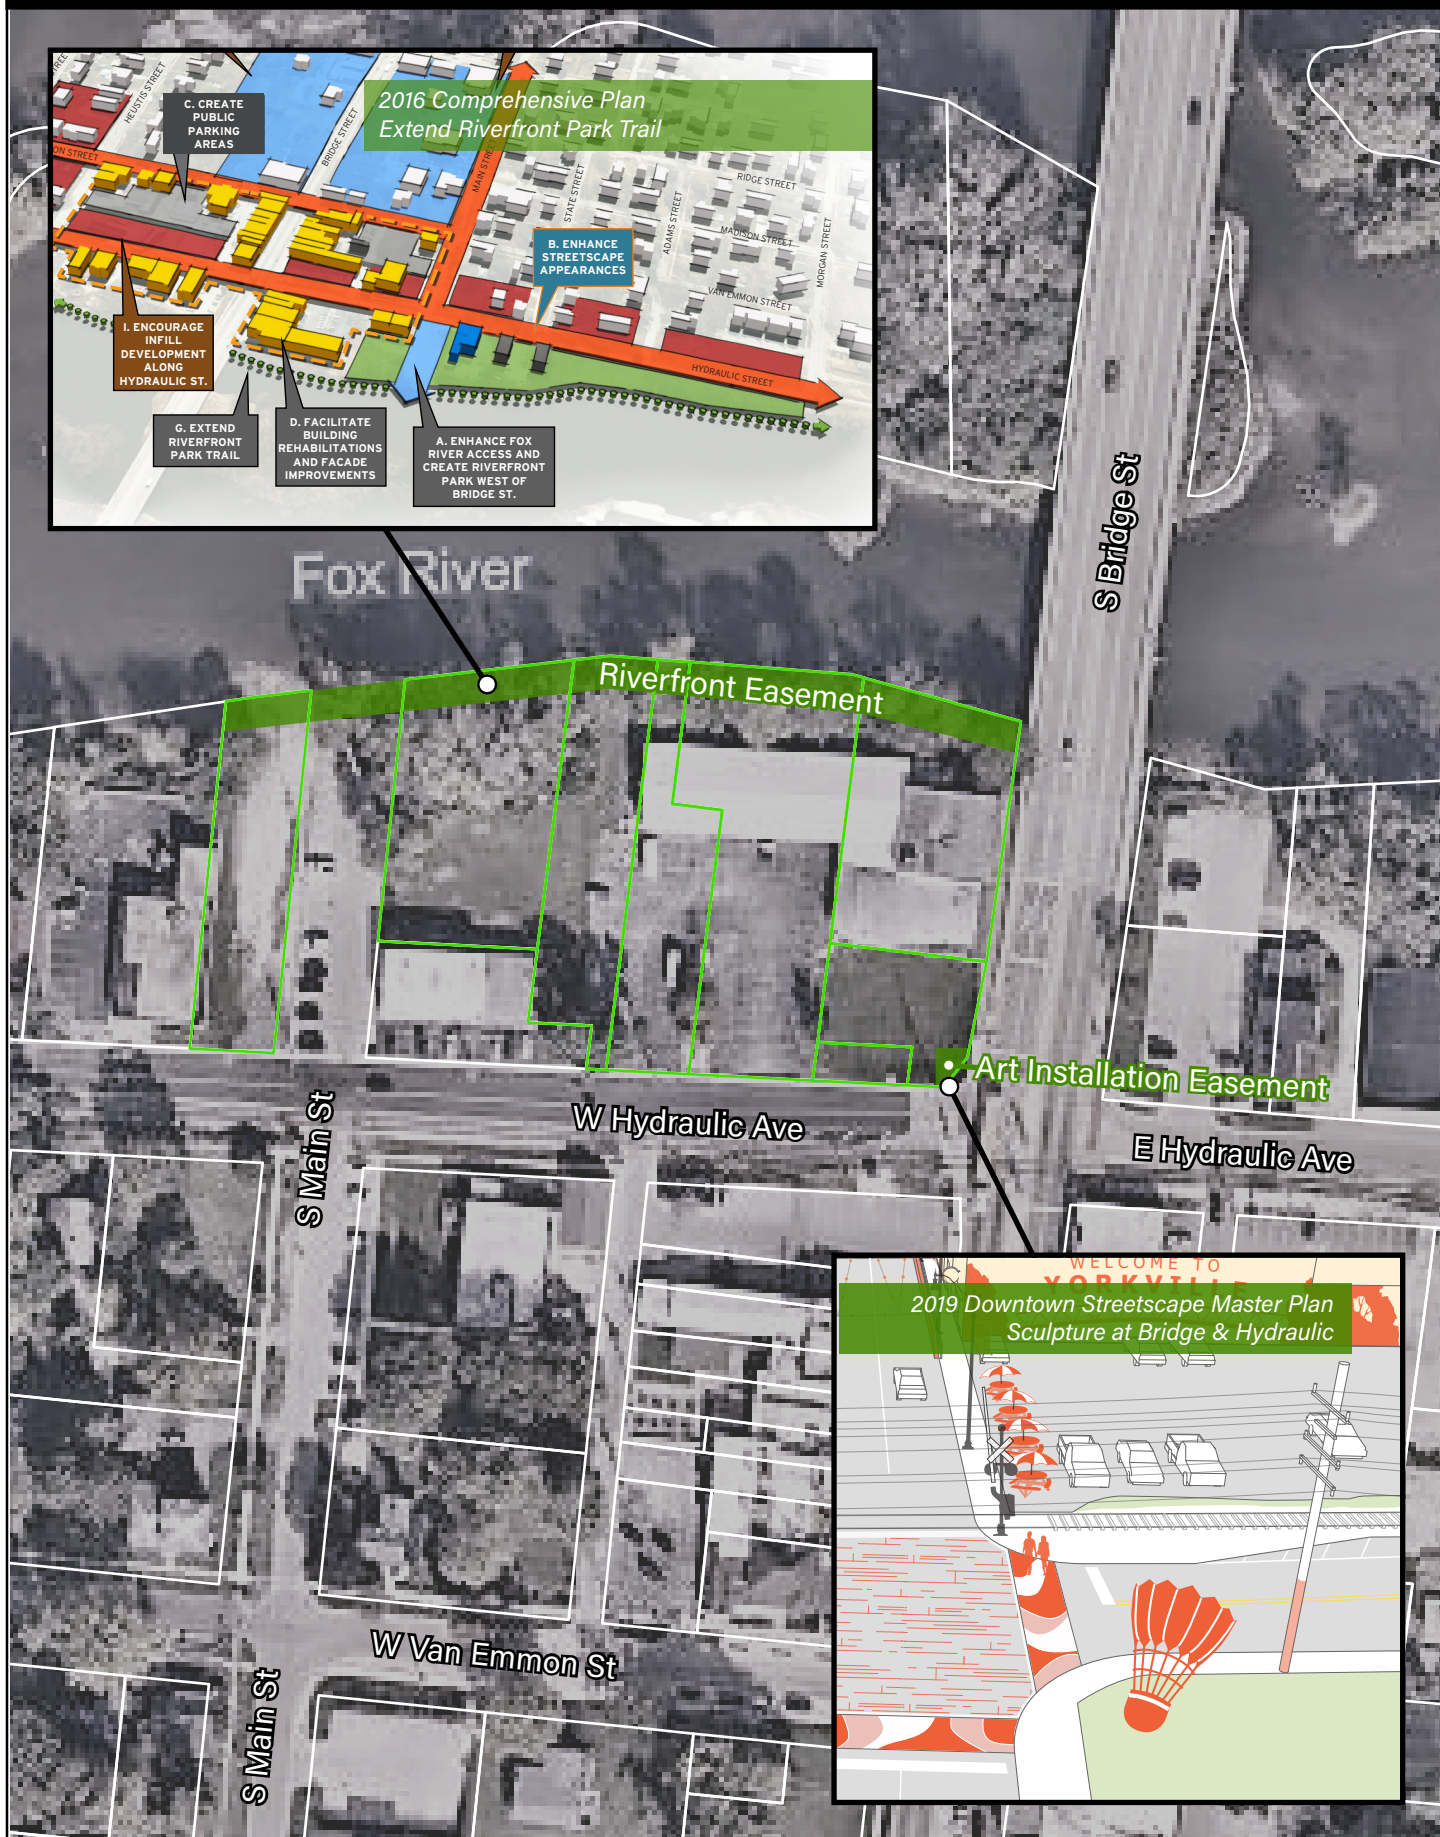 2016 Comprehensive Plan
Extend Riverfront Park Trail
HEUSTIS STREET
C. CREATE
PUBLIC
PARKING
AREAS
BRIDGE STREET
MAIN STREET
STATE STREET
ADAMS STREET
RIDGE STREET
MADISON STREET
MORGAN STREET
VAN EMMON STREET
HYDRAULIC STREET
B. ENHANCE
STREETSCAPE
APPEARANCES
I. ENCOURAGE
INFILL
DEVELOPMENT
ALONG
HYDRAULIC ST.
G. EXTEND
RIVERFRONT
PARK TRAIL
D. FACILITATE
BUILDING
REHABILITATIONS
AND FACADE
IMPROVEMENTS
A. ENHANCE FOX
RIVER ACCESS AND
CREATE RIVERFRONT
PARK WEST OF
BRIDGE ST.
S Bridge St
Fox River
Riverfront Easement
Art Installation Easement
W Hydraulic Ave
E Hydraulic Ave
S Main St
W Van Emmon St
S Main St
WELCOME TO
YORKVILLE
2019 Downtown Streetscape Master Plan
Sculpture at Bridge & Hydraulic